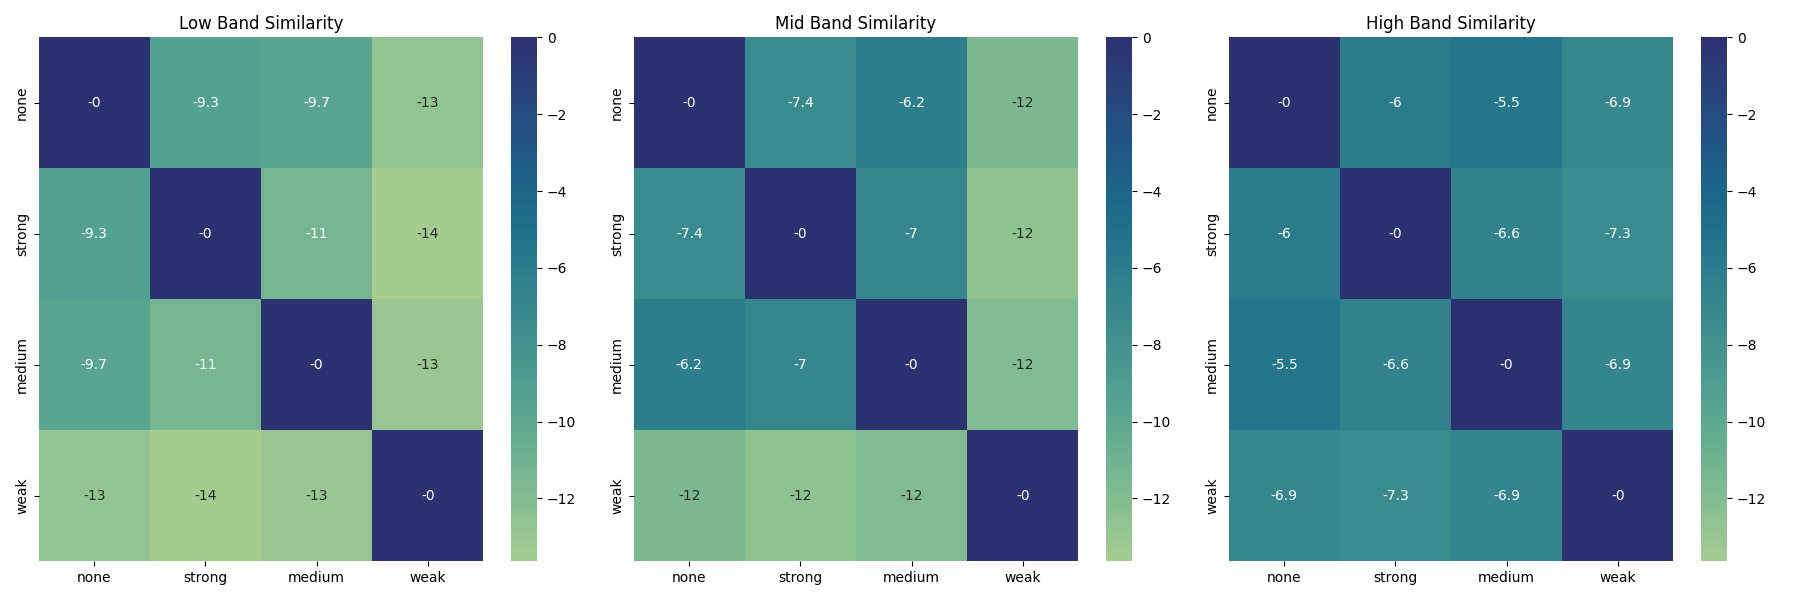 Low Band Similarity
none -0 -9.3 -9.7 -13
strong -9.3 -0 -11 -14
medium -9.7 -11 -0 -13
weak -13 -14 -13 -0
none strong medium weak
0
−2
−4
−6
−8
−10
−12
Mid Band Similarity
none -0 -7.4 -6.2 -12
strong -7.4 -0 -7 -12
medium -6.2 -7 -0 -12
weak -12 -12 -12 -0
none strong medium weak
0
−2
−4
−6
−8
−10
−12
High Band Similarity
none -0 -6 -5.5 -6.9
strong -6 -0 -6.6 -7.3
medium -5.5 -6.6 -0 -6.9
weak -6.9 -7.3 -6.9 -0
none strong medium weak
0
−2
−4
−6
−8
−10
−12